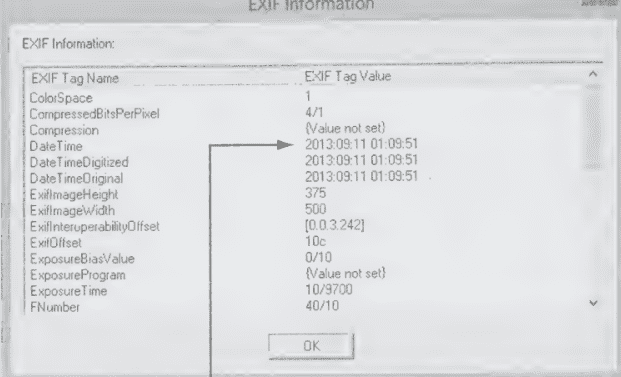 EXIF Information
EXIF Information:
EXIF Tag Name EXIF Tag Value
ColorSpace 1
CompressedBitsPerPixel 4/1
Compression {Value not set}
DateTime 2013:09:11 01:09:51
DateTimeDigitized 2013:09:11 01:09:51
DateTimeOriginal 2013:09:11 01:09:51
ExifImageHeight 375
ExifImageWidth 500
ExifInteroperabilityOffset [0.0.3.242]
ExifOffset 10c
ExposureBiasValue 0/10
ExposureProgram {Value not set}
ExposureTime 10/9700
FNumber 40/10
OK